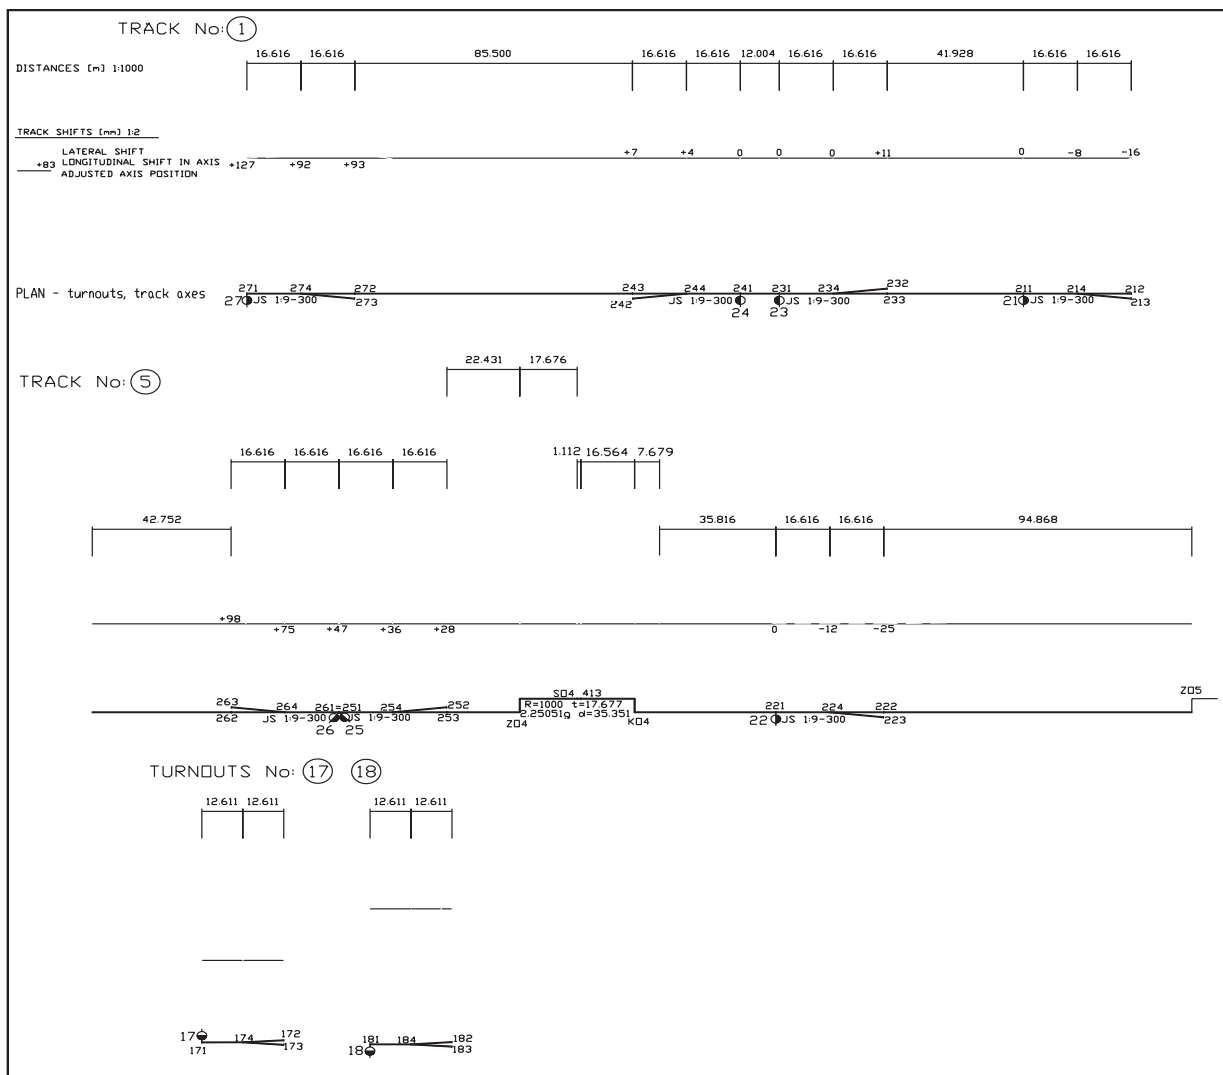 TRACK No: 1
16.616 16.616 85.500 16.616 16.616 12.004 16.616 16.616 41.928 16.616 16.616
DISTANCES [m] 1:1000
TRACK SHIFTS [mm] 1:2
LATERAL SHIFT
+83 LONGITUDINAL SHIFT IN AXIS
ADJUSTED AXIS POSITION
+7 +4 0 0 0 +11 0 -8 -16
+127 +92 +93
PLAN - turnouts, track axes
271 274 272 243 244 241 231 234 232 211 214 212
27 JS 1:9-300 273 242 JS 1:9-300 JS 1:9-300 233 21 JS 1:9-300 213
24 23
22.431 17.676
TRACK No: 5
16.616 16.616 16.616 16.616 1.112 16.564 7.679
42.752 35.816 16.616 16.616 94.868
+98
+75 +47 +36 +28 0 -12 -25
SO4 413 ZO5
263 264 261=251 254 252 R=1000 t=17.677 221 224 222
262 JS 1:9-300 JS 1:9-300 253 2.25051g d=35.351 22 JS 1:9-300 223
26 25 ZO4 KO4
TURNOUTS No: 17 18
12.611 12.611 12.611 12.611
17 174 172 181 184 182
171 173 18 183